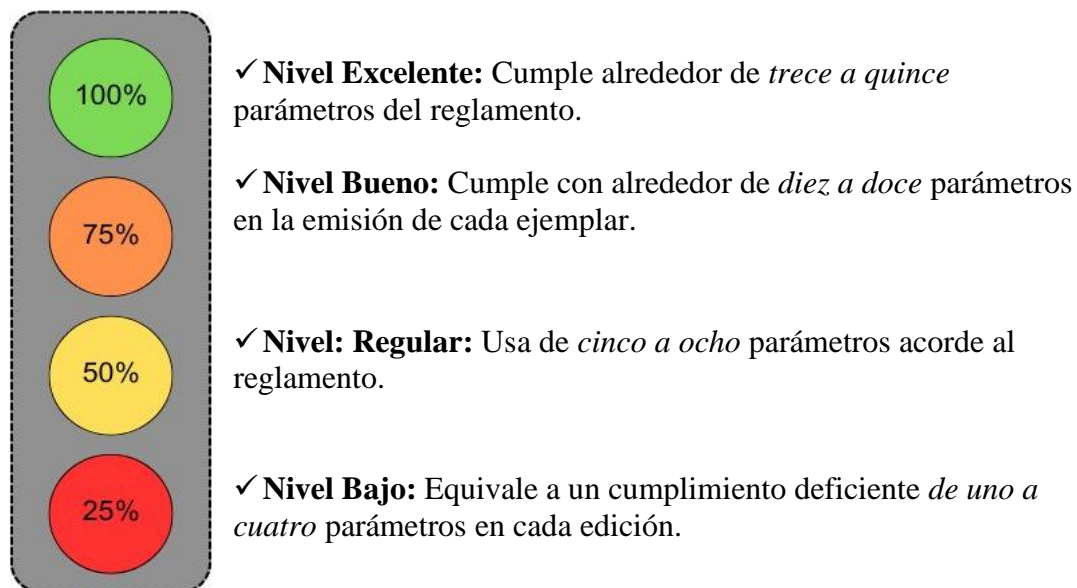 100%
✓ Nivel Excelente: Cumple alrededor de trece a quince
parámetros del reglamento.
✓ Nivel Bueno: Cumple con alrededor de diez a doce parámetros
en la emisión de cada ejemplar.
75%
✓ Nivel: Regular: Usa de cinco a ocho parámetros acorde al
reglamento.
50%
✓ Nivel Bajo: Equivale a un cumplimiento deficiente de uno a
cuatro parámetros en cada edición.
25%